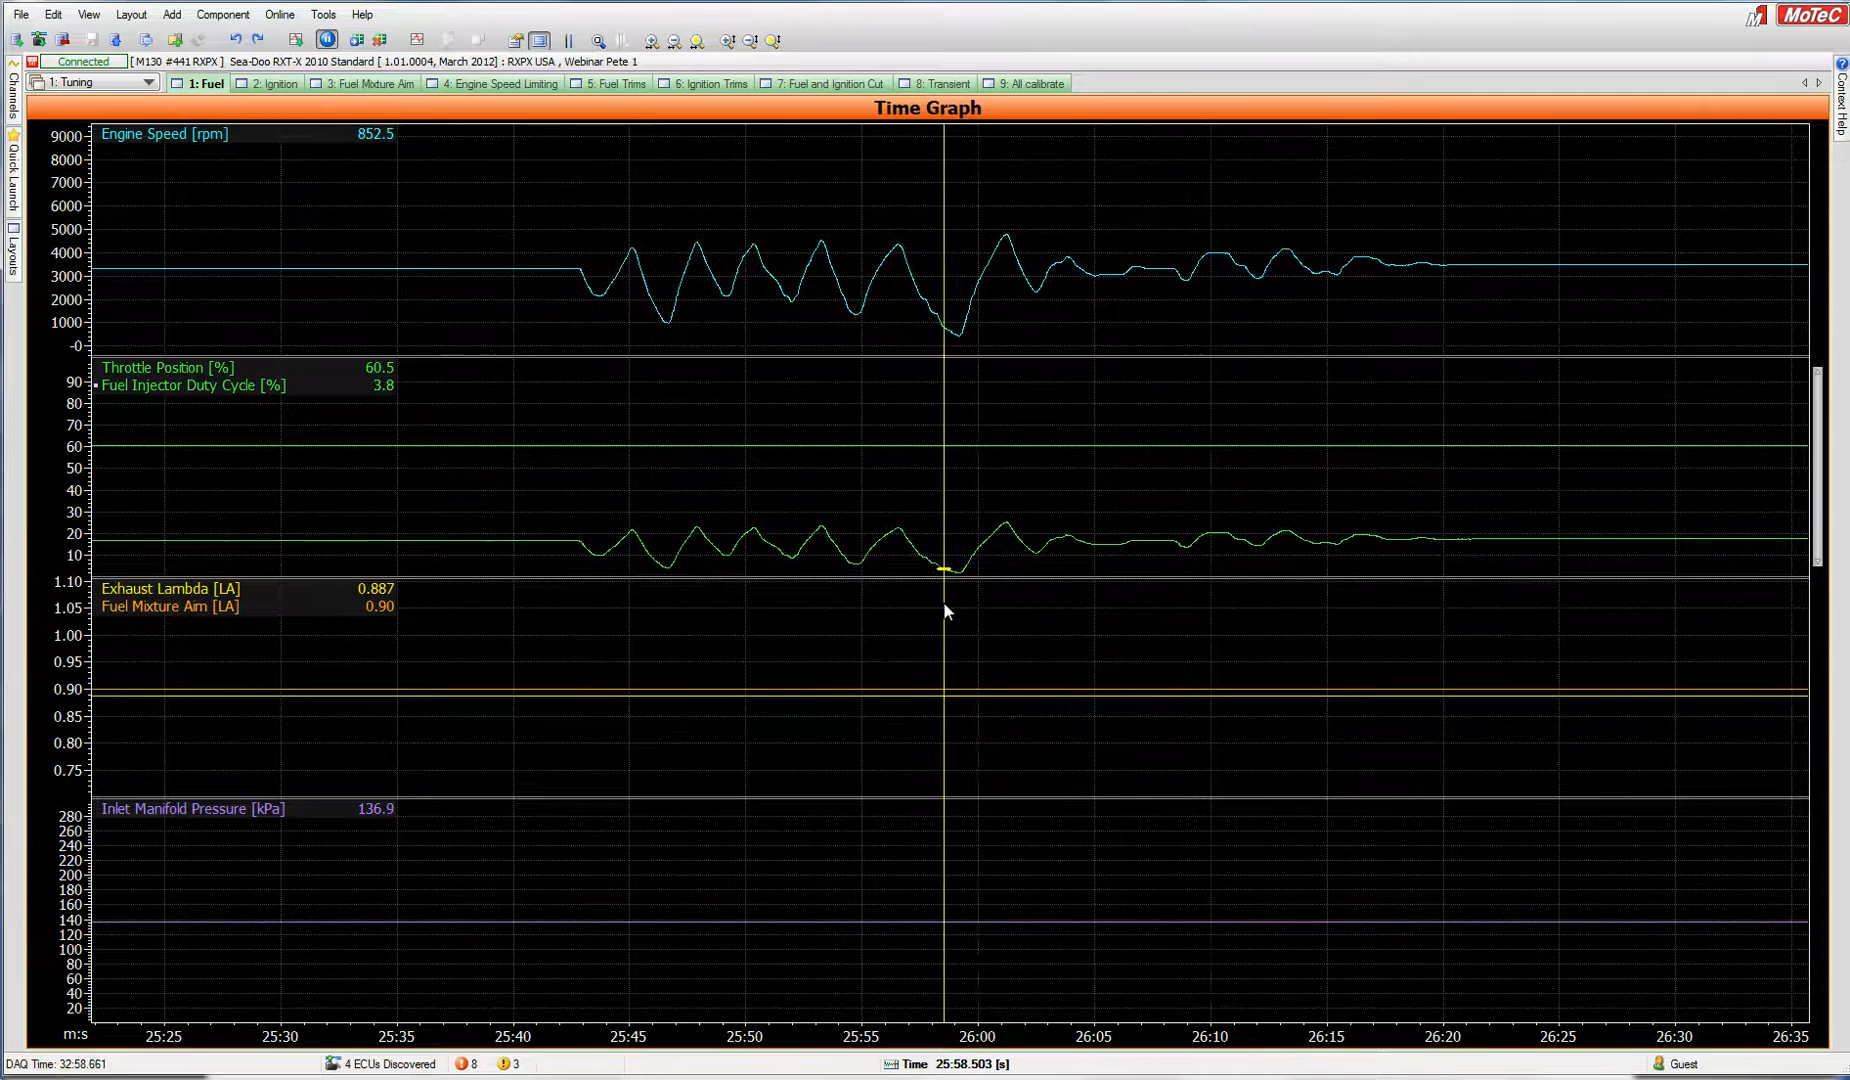 File Edit View Layout Add Component Online Tools Help
MoTeC
Connected [ M130 #441 RXPX ] Sea-Doo RXT-X 2010 Standard [ 1.01.0004, March 2012] : RXPX USA , Webinar Pete 1
1: Tuning 1: Fuel 2: Ignition 3: Fuel Mixture Aim 4: Engine Speed Limiting 5: Fuel Trims 6: Ignition Trims 7: Fuel and Ignition Cut 8: Transient 9: All calibrate
Channels
Quick Launch
Layouts
Context Help
Time Graph
Engine Speed [rpm] 852.5
9000
8000
7000
6000
5000
4000
3000
2000
1000
-0
Throttle Position [%] 60.5
Fuel Injector Duty Cycle [%] 3.8
90
80
70
60
50
40
30
20
10
Exhaust Lambda [LA] 0.887
Fuel Mixture Aim [LA] 0.90
1.10
1.05
1.00
0.95
0.90
0.85
0.80
0.75
Inlet Manifold Pressure [kPa] 136.9
280
260
240
220
200
180
160
140
120
100
80
60
40
20
m:s 25:25 25:30 25:35 25:40 25:45 25:50 25:55 26:00 26:05 26:10 26:15 26:20 26:25 26:30 26:35
DAQ Time: 32:58.661 4 ECUs Discovered 8 3 Time 25:58.503 [s] Guest